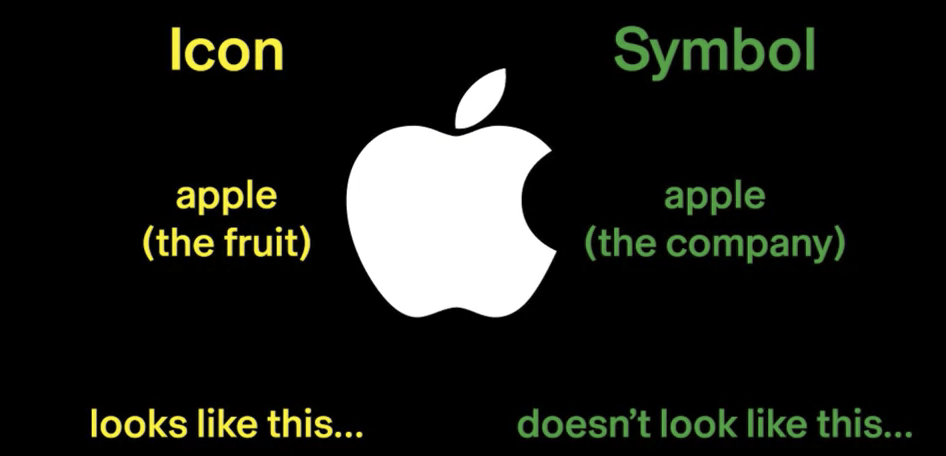 Icon
Symbol
apple
(the fruit)
apple
(the company)
looks like this...
doesn't look like this...